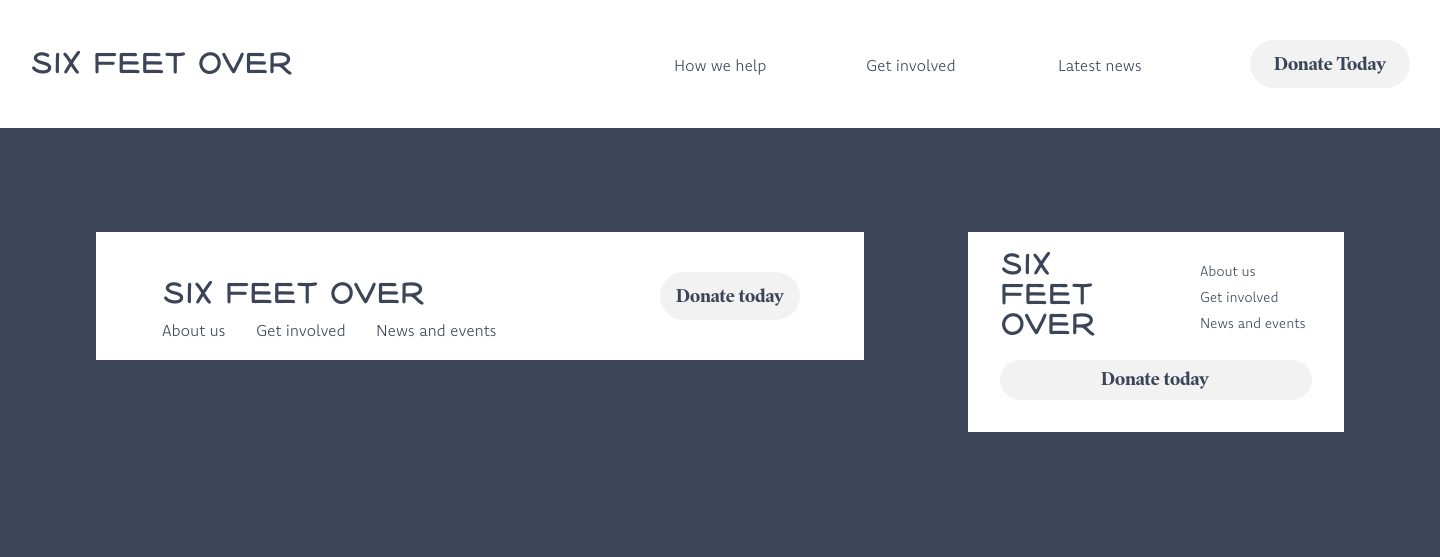 SIX FEET OVER
How we help
Get involved
Latest news
Donate Today
SIX FEET OVER
About us
Get involved
News and events
Donate today
SIX
FEET
OVER
About us
Get involved
News and events
Donate today